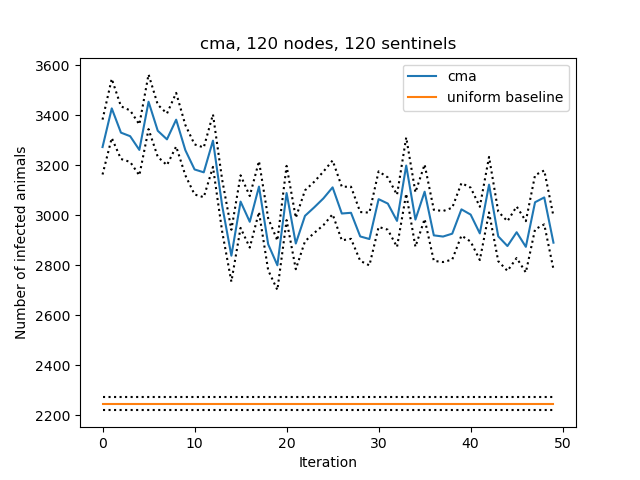 cma, 120 nodes, 120 sentinels
3600
3400
3200
3000
2800
2600
2400
2200
Number of infected animals
cma
uniform baseline
0 10 20 30 40 50
Iteration